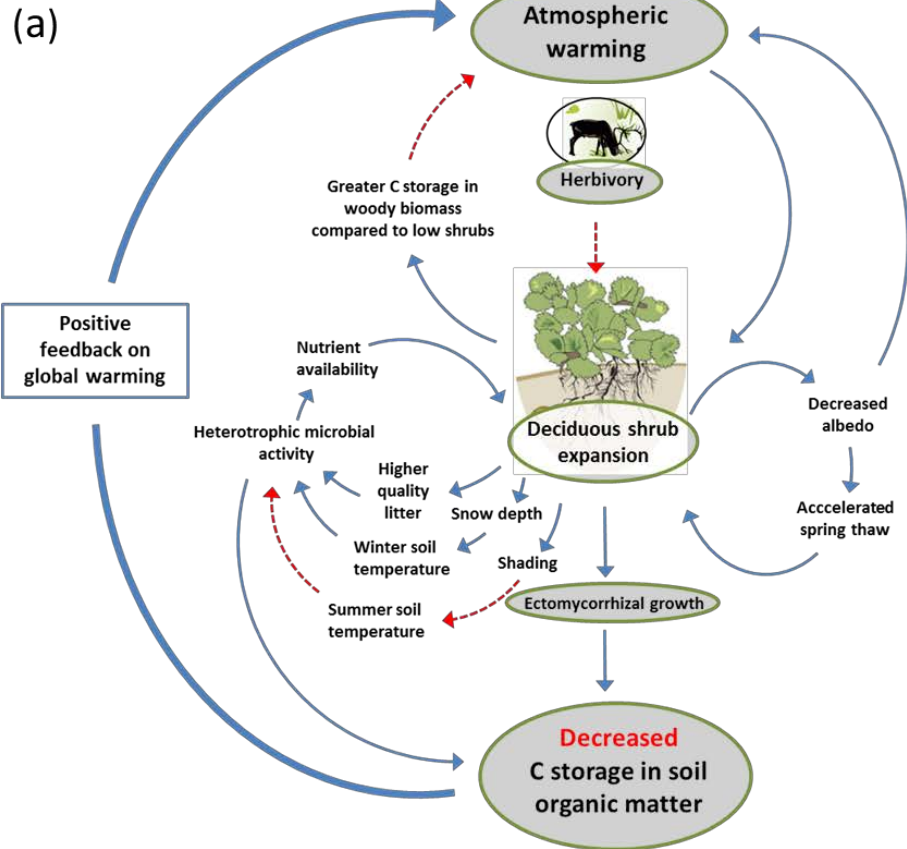 (a)
Atmospheric
warming
Herbivory
Greater C storage in
woody biomass
compared to low shrubs
Positive
feedback on
global warming
Nutrient
availability
Decreased
albedo
Heterotrophic microbial
activity
Deciduous shrub
expansion
Higher
quality
litter
Snow depth
Acccelerated
spring thaw
Winter soil
temperature
Shading
Summer soil
temperature
Ectomycorrhizal growth
Decreased
C storage in soil
organic matter